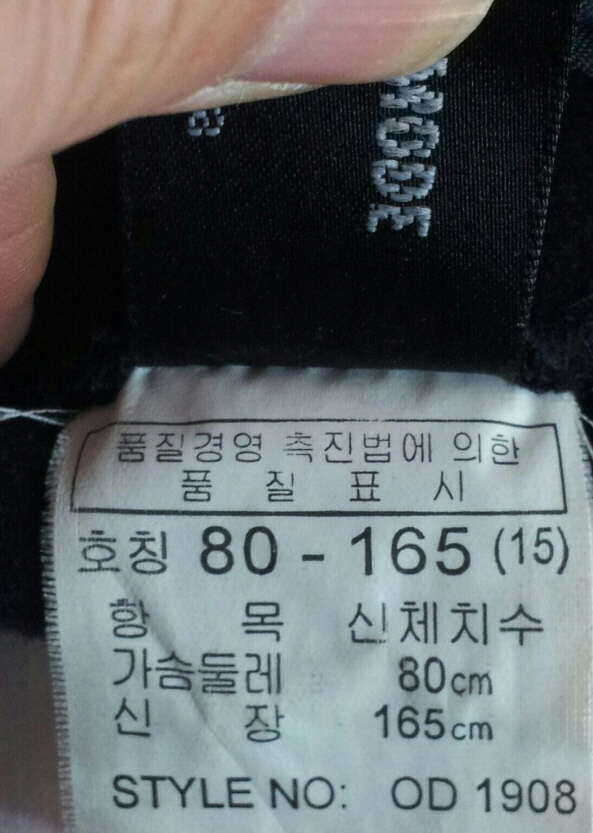 품질경영 촉진법에 의한
품 질 표 시
호칭 80 - 165 (15)
항 목 신체치수
가슴둘레 80cm
신 장 165cm
STYLE NO: OD 1908